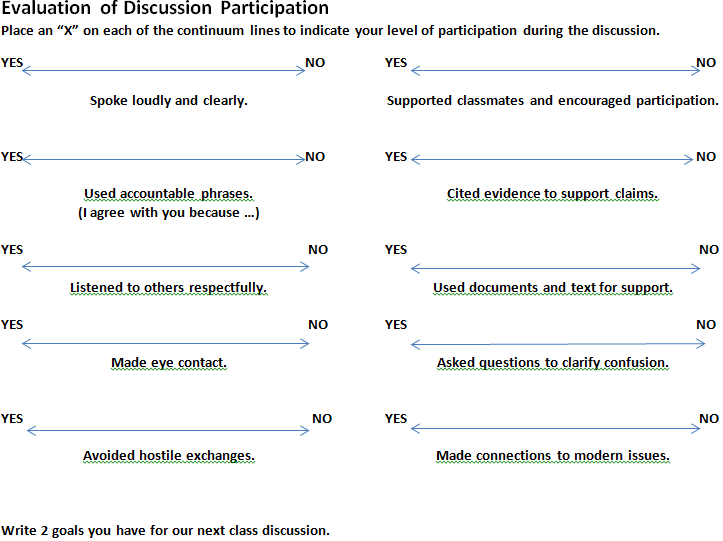 Evaluation of Discussion Participation
Place an “X” on each of the continuum lines to indicate your level of participation during the discussion.
YES NO YES NO
Spoke loudly and clearly. Supported classmates and encouraged participation.
YES NO YES NO
Used accountable phrases. Cited evidence to support claims.
(I agree with you because …)
YES NO YES NO
Listened to others respectfully. Used documents and text for support.
YES NO YES NO
Made eye contact. Asked questions to clarify confusion.
YES NO YES NO
Avoided hostile exchanges. Made connections to modern issues.
Write 2 goals you have for our next class discussion.